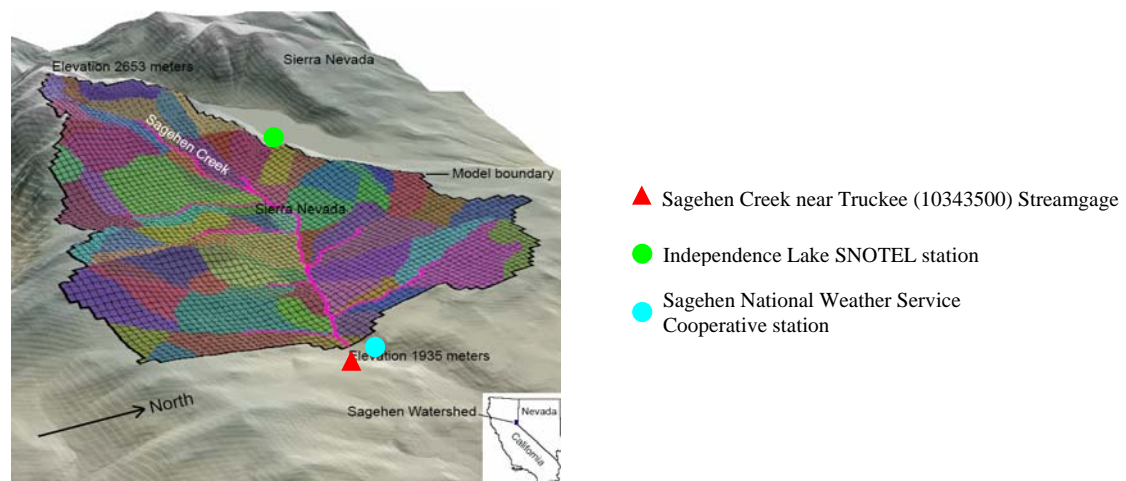 Sierra Nevada
Elevation 2653 meters
Sagehen Creek
Model boundary
Sierra Nevada
Elevation 1935 meters
North
Sagehen Watershed
Nevada
California
Sagehen Creek near Truckee (10343500) Streamgage
Independence Lake SNOTEL station
Sagehen National Weather Service
Cooperative station